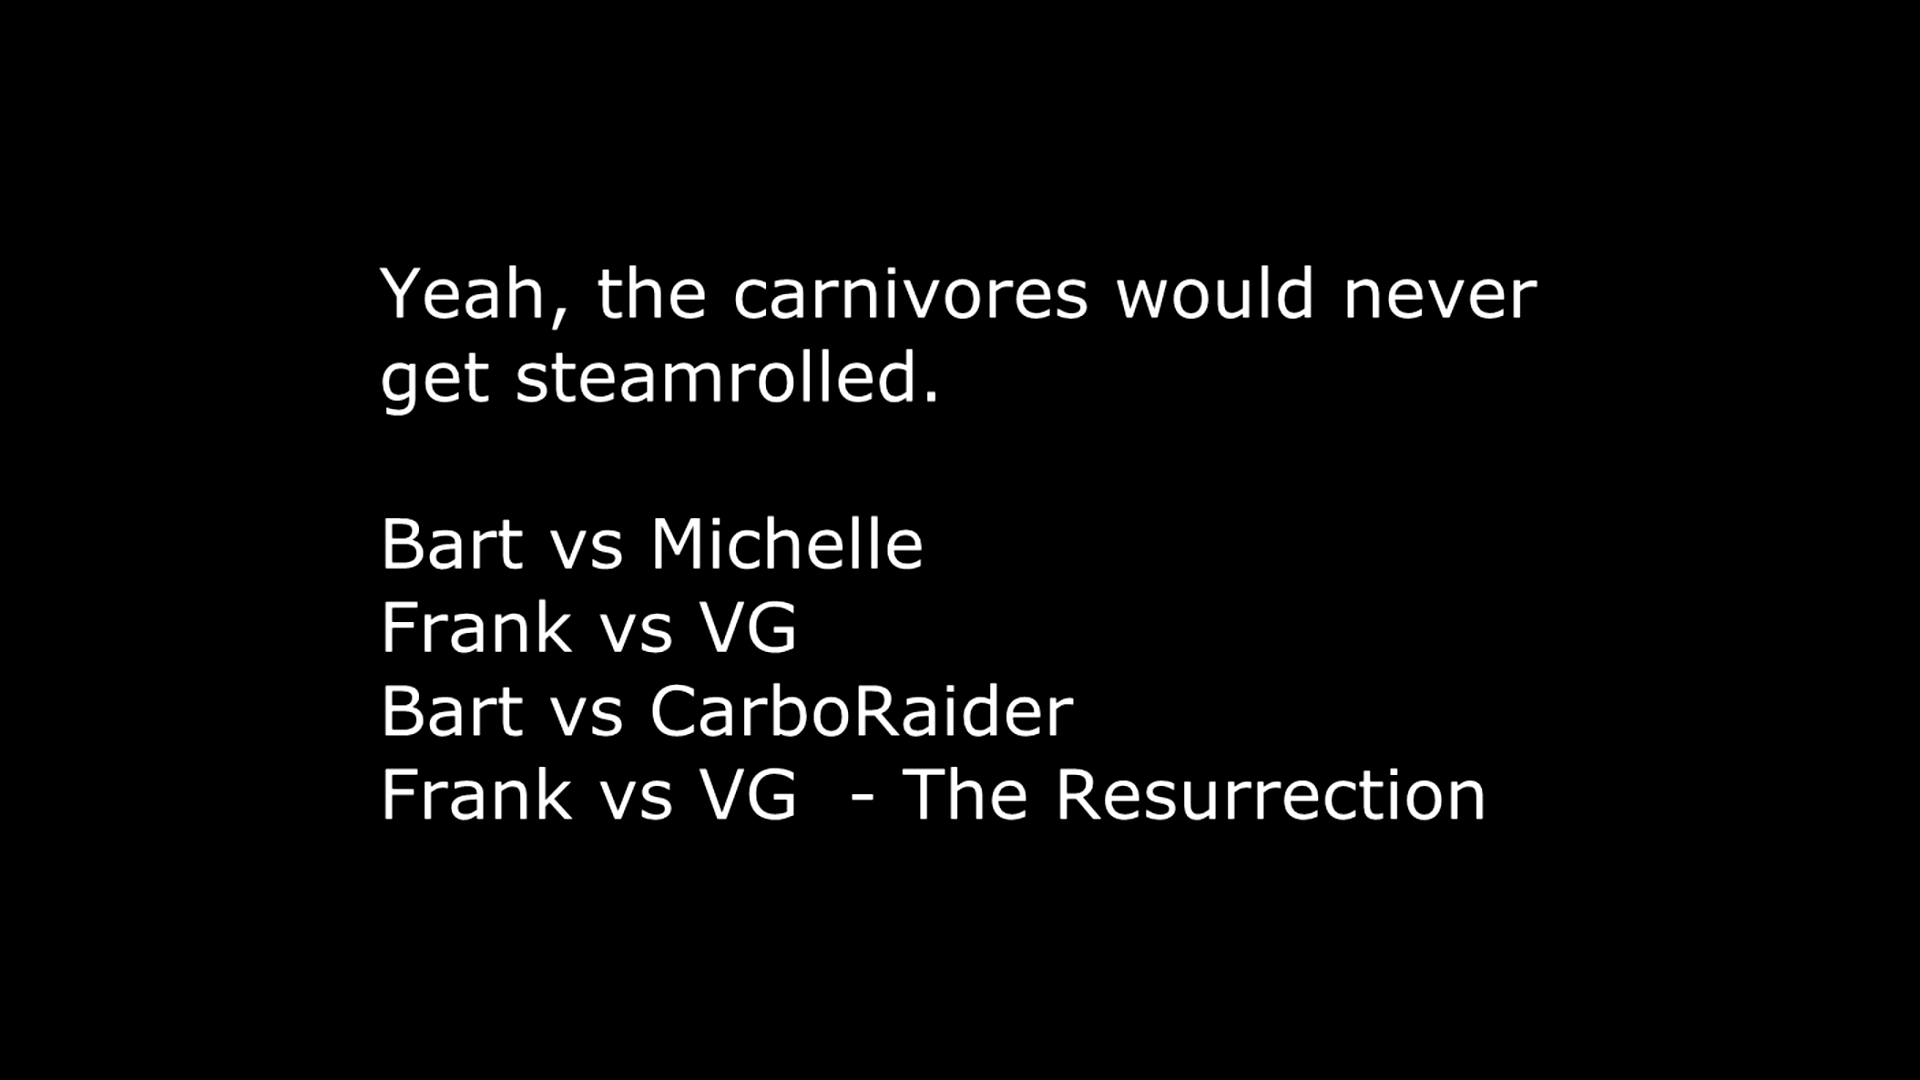 Yeah, the carnivores would never
get steamrolled.
Bart vs Michelle
Frank vs VG
Bart vs CarboRaider
Frank vs VG  - The Resurrection